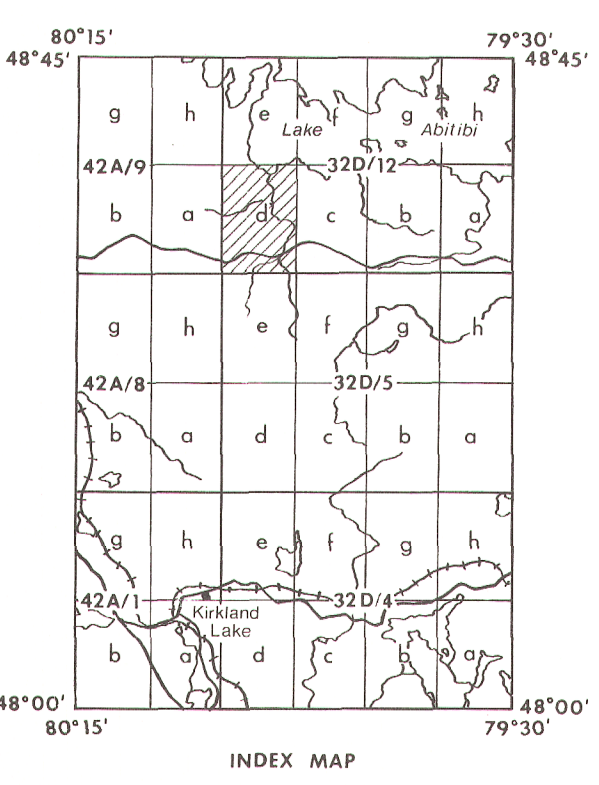 80°15' 79°30'
48°45' 48°45'
g h e f g h
Lake Abitibi
42A/9 32D/12
b a d c b a
g h e f g h
42A/8 32D/5
b a d c b a
g h e f g h
42A/1 32D/4
Kirkland
Lake
b a d c b a
48°00' 48°00'
80°15' 79°30'
INDEX MAP